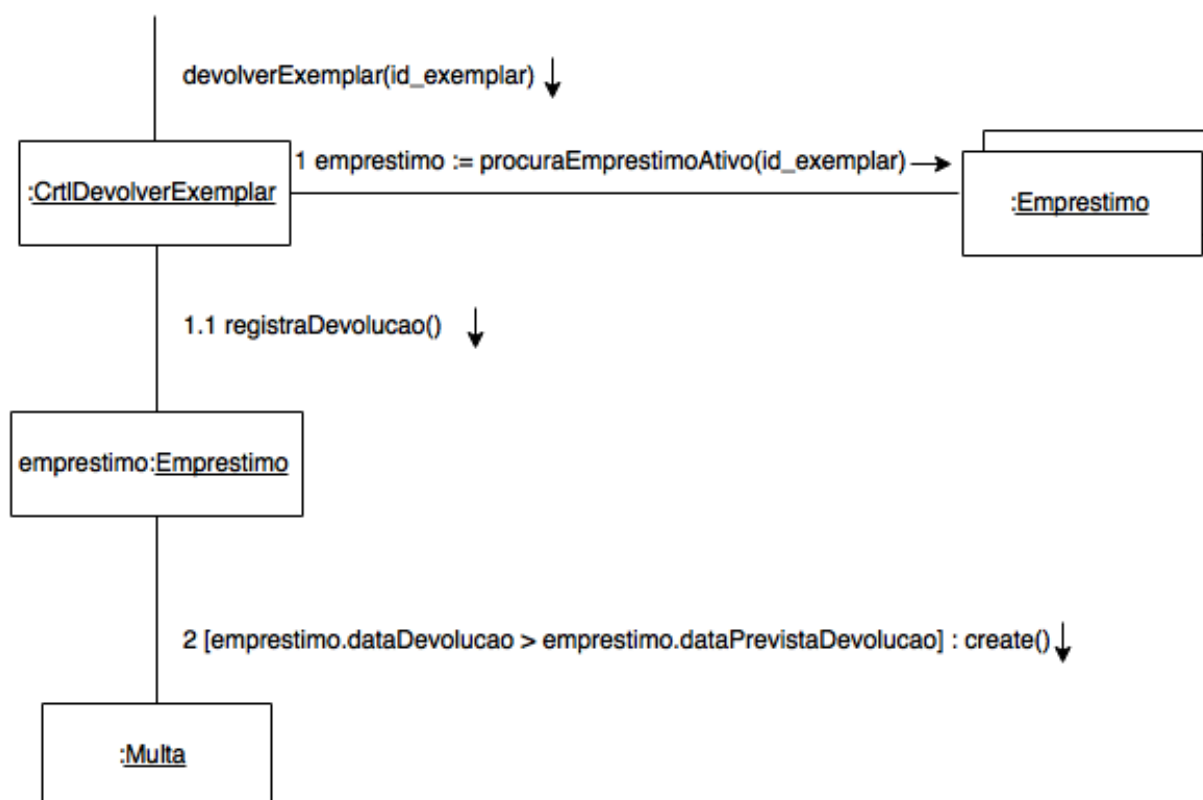 devolverExemplar(id_exemplar)
1 emprestimo := procuraEmprestimoAtivo(id_exemplar)
:CrtlDevolverExemplar
:Emprestimo
1.1 registraDevolucao()
emprestimo:Emprestimo
2 [emprestimo.dataDevolucao > emprestimo.dataPrevistaDevolucao] : create()
:Multa